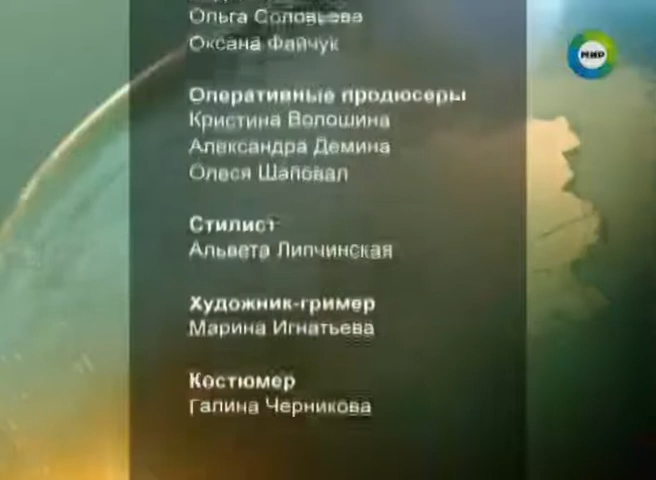 Ольга Соловьева
Оксана Файчук
МИР
Оперативные продюсеры
Кристина Волошина
Александра Демина
Олеся Шаповал
Стилист
Альвета Липчинская
Художник-гример
Марина Игнатьева
Костюмер
Галина Черникова